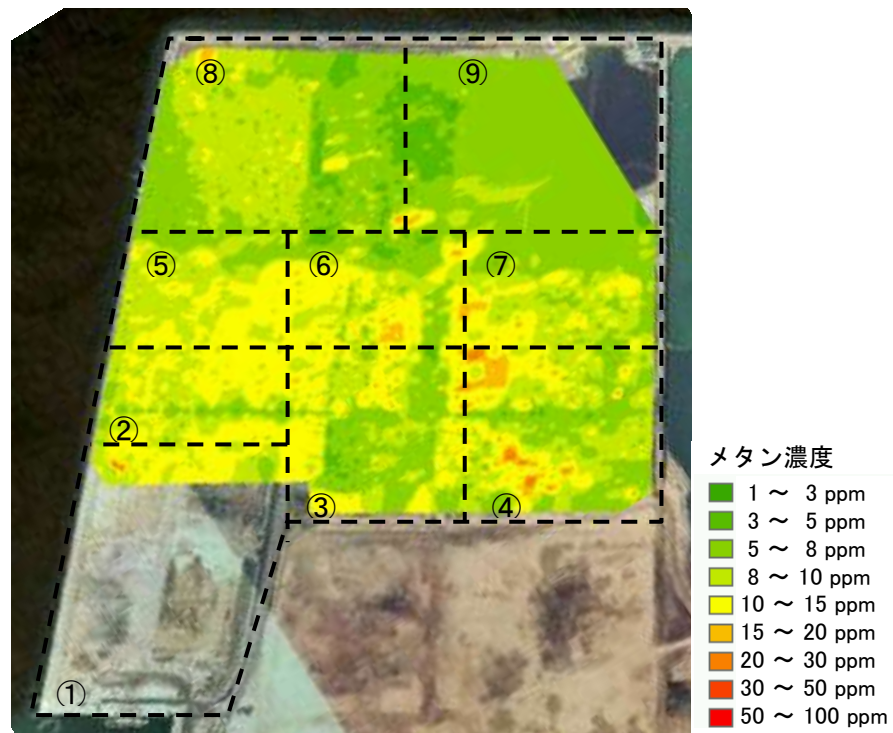 ⑧
⑨
⑤
⑥
⑦
②
③
④
①
メタン濃度
1 ～ 3 ppm
3 ～ 5 ppm
5 ～ 8 ppm
8 ～ 10 ppm
10 ～ 15 ppm
15 ～ 20 ppm
20 ～ 30 ppm
30 ～ 50 ppm
50 ～ 100 ppm